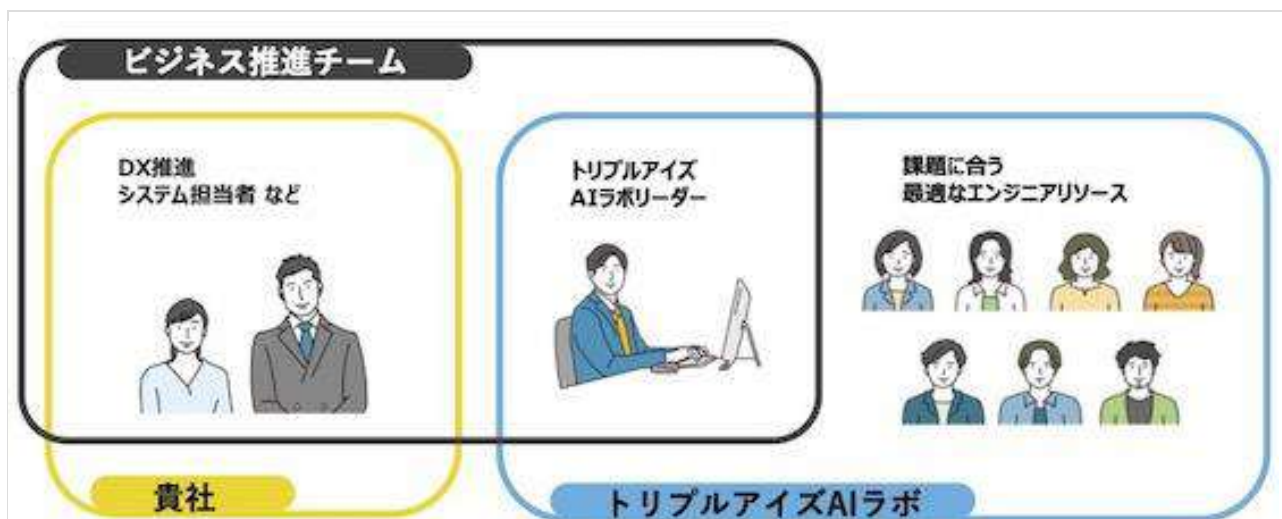 ビジネス推進チーム
DX推進
システム担当者 など
トリプルアイズ
AIラボリーダー
課題に合う
最適なエンジニアリソース
貴社
トリプルアイズAIラボ